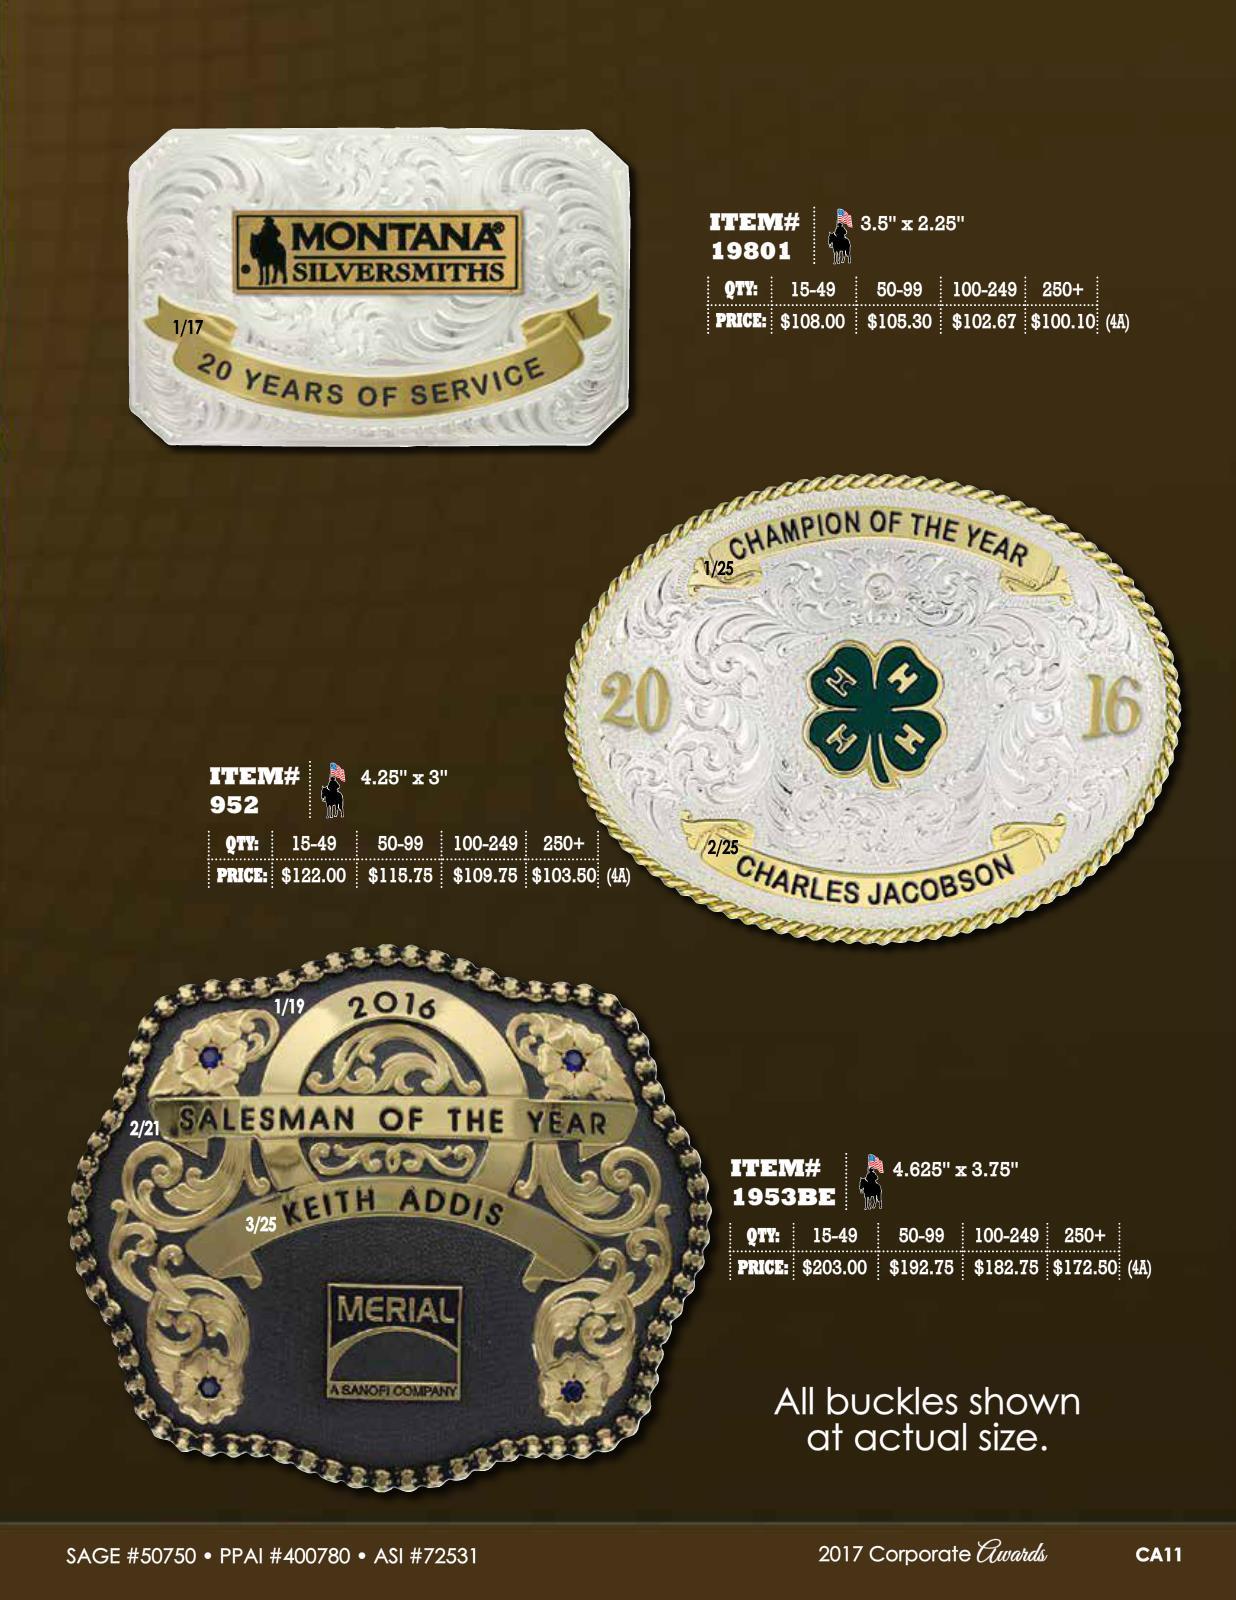 MONTANA®
SILVERSMITHS
1/17
20 YEARS OF SERVICE
ITEM#
19801
3.5" x 2.25"
QTY: 15-49 50-99 100-249 250+
PRICE: $108.00 $105.30 $102.67 $100.10 (4A)
CHAMPION OF THE YEAR
1/25
20 16
H H
H H
2/25
CHARLES JACOBSON
ITEM#
952
4.25" x 3"
QTY: 15-49 50-99 100-249 250+
PRICE: $122.00 $115.75 $109.75 $103.50 (4A)
1/19
2016
2/21
SALESMAN OF THE YEAR
3/25
KEITH ADDIS
MERIAL
A SANOFI COMPANY
ITEM#
1953BE
4.625" x 3.75"
QTY: 15-49 50-99 100-249 250+
PRICE: $203.00 $192.75 $182.75 $172.50 (4A)
All buckles shown
at actual size.
SAGE #50750 • PPAI #400780 • ASI #72531
2017 Corporate Awards CA11